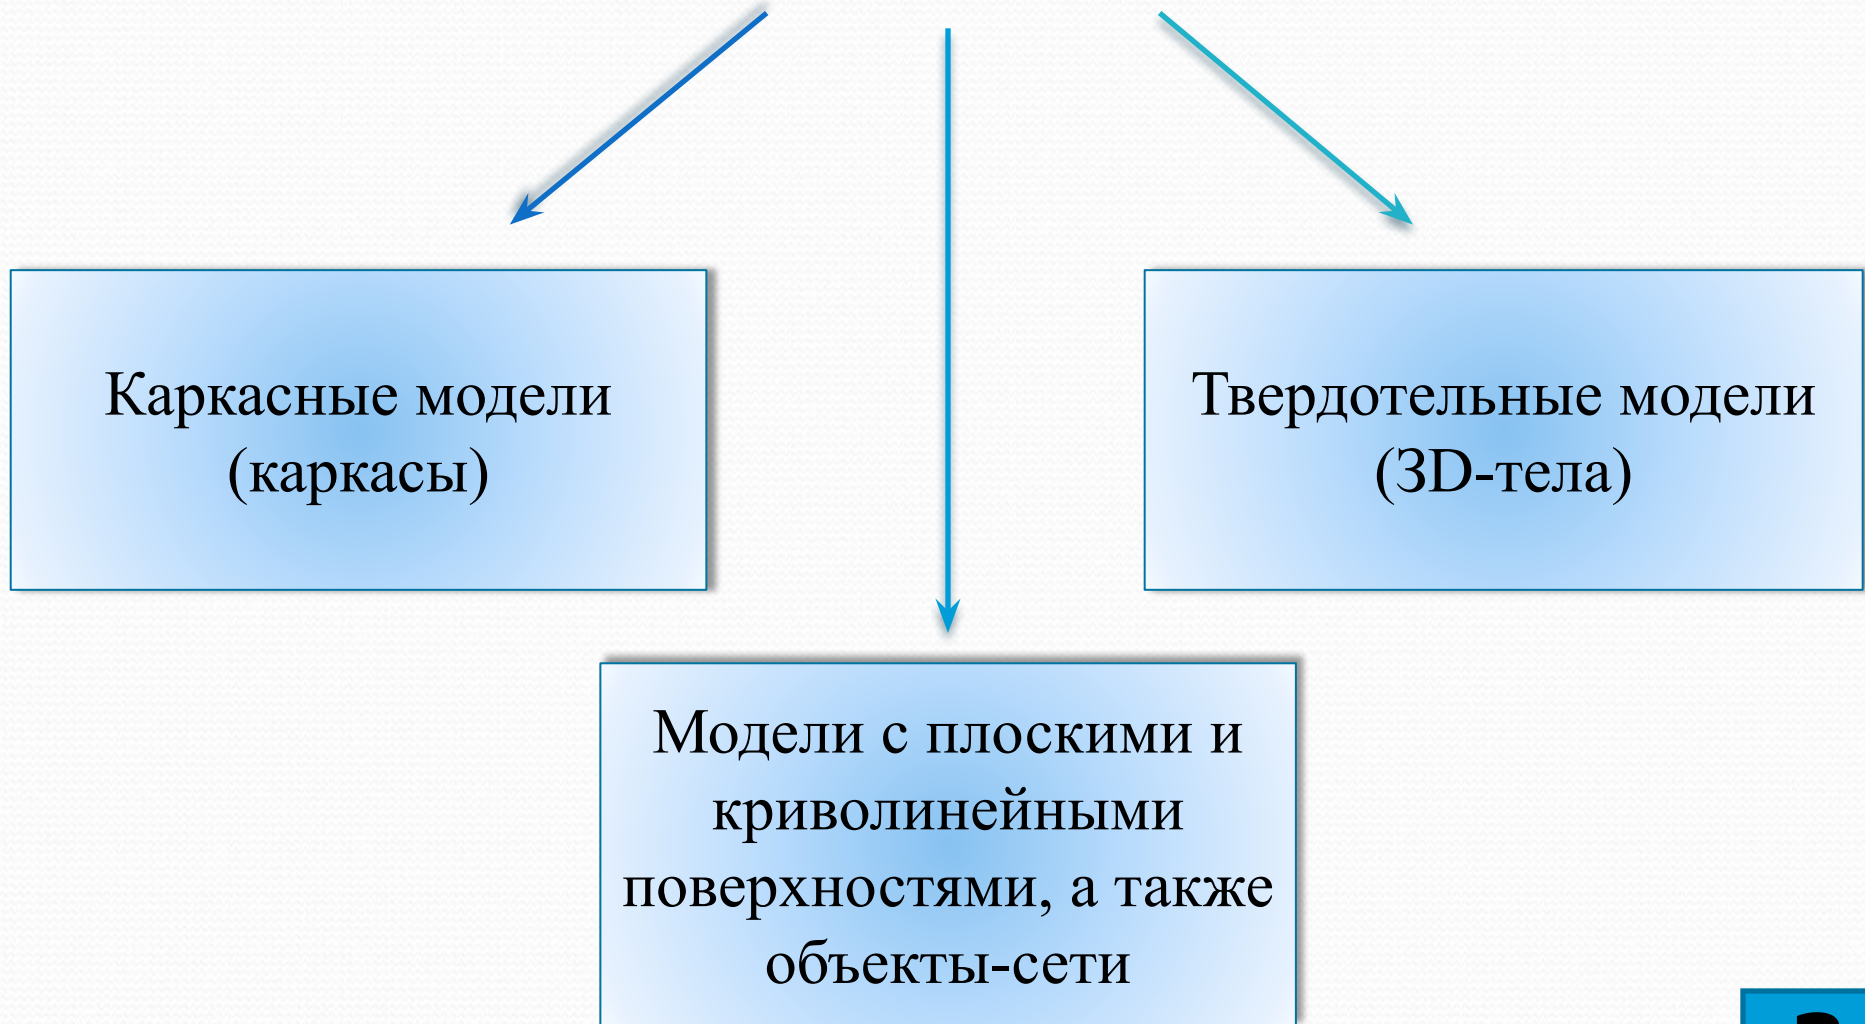 Каркасные модели
(каркасы)
Твердотельные модели
(3D-тела)
Модели с плоскими и
криволинейными
поверхностями, а также
объекты-сети